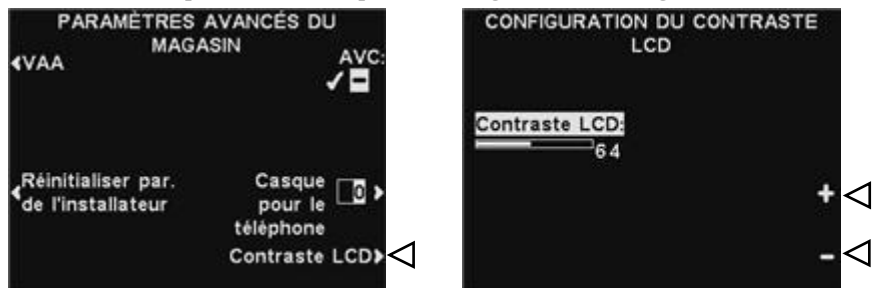 PARAMÈTRES AVANCÉS DU
MAGASIN
VAA
AVC:
Réinitialiser par.
de l'installateur
Casque
pour le
téléphone
0
Contraste LCD
CONFIGURATION DU CONTRASTE
LCD
Contraste LCD:
64
+
-